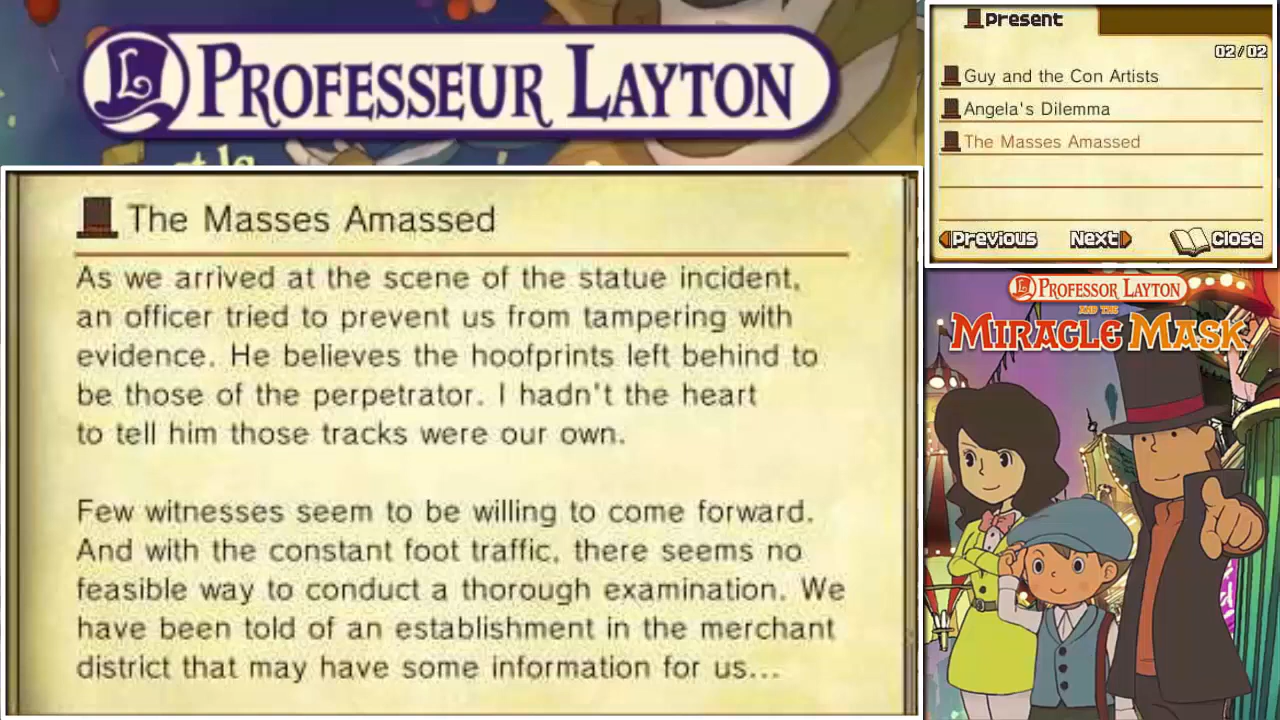 PROFESSEUR LAYTON
et la
The Masses Amassed
As we arrived at the scene of the statue incident,
an officer tried to prevent us from tampering with
evidence. He believes the hoofprints left behind to
be those of the perpetrator. I hadn't the heart
to tell him those tracks were our own.
Few witnesses seem to be willing to come forward.
And with the constant foot traffic, there seems no
feasible way to conduct a thorough examination. We
have been told of an establishment in the merchant
district that may have some information for us...
Present
02/02
Guy and the Con Artists
Angela's Dilemma
The Masses Amassed
Previous Next Close
PROFESSOR LAYTON
AND THE
MIRACLE MASK